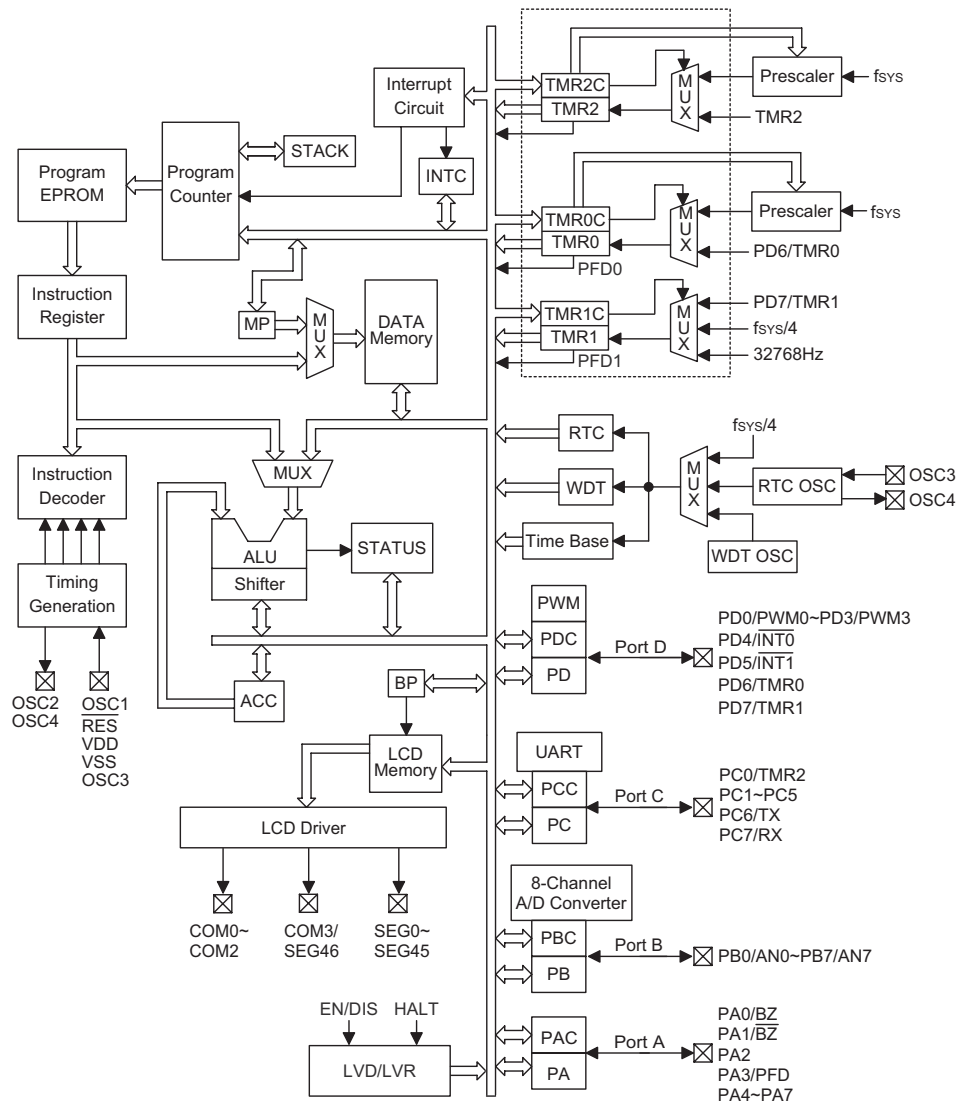 Interrupt
Circuit
STACK
Program
EPROM
Program
Counter
INTC
Instruction
Register
MP
MUX
DATA
Memory
Instruction
Decoder
MUX
ALU
Shifter
STATUS
Timing
Generation
OSC2
OSC4
OSC1
RES
VDD
VSS
OSC3
ACC
BP
LCD
Memory
LCD Driver
COM0~
COM2
COM3/
SEG46
SEG0~
SEG45
EN/DIS
HALT
LVD/LVR
TMR2C
TMR2
MUX
Prescaler
fSYS
TMR2
TMR0C
TMR0
PFD0
MUX
Prescaler
fSYS
PD6/TMR0
TMR1C
TMR1
PFD1
MUX
PD7/TMR1
fSYS/4
32768Hz
RTC
WDT
Time Base
MUX
fSYS/4
RTC OSC
OSC3
OSC4
WDT OSC
PWM
PDC
PD
Port D
PD0/PWM0~PD3/PWM3
PD4/INT0
PD5/INT1
PD6/TMR0
PD7/TMR1
UART
PCC
PC
Port C
PC0/TMR2
PC1~PC5
PC6/TX
PC7/RX
8-Channel
A/D Converter
PBC
PB
Port B
PB0/AN0~PB7/AN7
PAC
PA
Port A
PA0/BZ
PA1/BZ
PA2
PA3/PFD
PA4~PA7